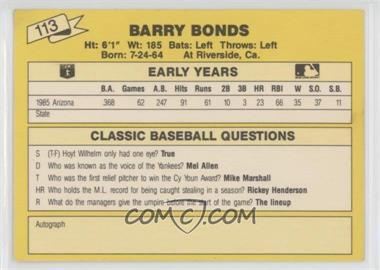 113
BARRY BONDS
Ht: 6'1" Wt: 185 Bats: Left Throws: Left
Born: 7-24-64 At Riverside, Ca.
EARLY YEARS
B.A. Games A.B. Hits Runs 2B 3B HR RBI W S.O. S.B.
1985 Arizona State .368 62 247 91 61 10 3 23 66 35 37 11
CLASSIC BASEBALL QUESTIONS
S (T-F) Hoyt Wilhelm only had one eye? True
D Who was known as the voice of the Yankees? Mel Allen
T Who was the first relief pitcher to win the Cy Youn Award? Mike Marshall
HR Who holds the M.L. record for being caught stealing in a season? Rickey Henderson
R What do the managers give the umpire before the start of the game? The lineup
Autograph
COMC